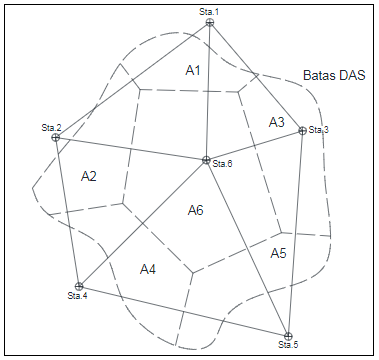 Sta.1
A1
Batas DAS
A3
Sta.3
Sta.2
Sta.6
A2
A6
A5
A4
Sta.4
Sta.5